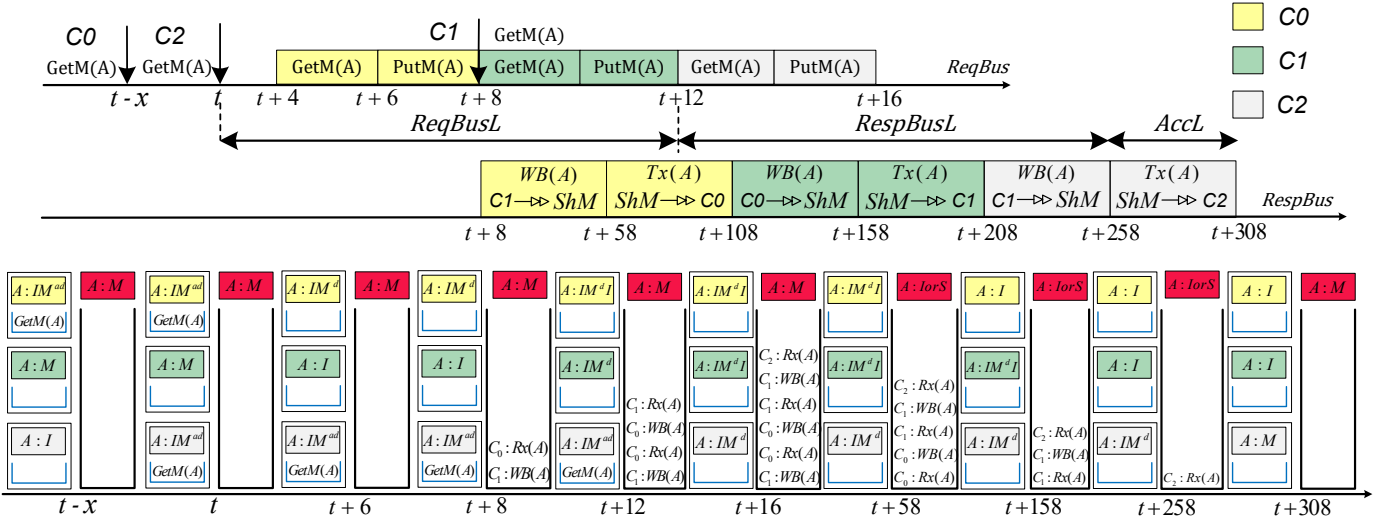 C0
C2
C1
GetM(A)
C0
GetM(A)
GetM(A)
GetM(A)
PutM(A)
GetM(A)
PutM(A)
GetM(A)
PutM(A)
ReqBus
C1
t - x
t
t + 4
t + 6
t + 8
t +12
t +16
C2
ReqBusL
RespBusL
AccL
WB(A)
C1 ShM
Tx(A)
ShM C0
WB(A)
C0 ShM
Tx(A)
ShM C1
WB(A)
C1 ShM
Tx(A)
ShM C2
RespBus
t +8
t +58
t +108
t +158
t +208
t +258
t +308
A : IM^ad
A : M
A : IM^ad
A : M
A : IM^d
A : M
A : IM^d
A : M
A : IM^d I
A : M
A : IM^d I
A : M
A : IM^d I
A : IorS
A : I
A : IorS
A : I
A : IorS
A : I
A : M
GetM(A)
GetM(A)
A : M
A : M
A : I
A : I
A : IM^d
A : IM^d I
A : IM^d I
A : IM^d I
A : I
A : I
A : I
A : IM^ad
A : IM^ad
A : IM^ad
A : IM^ad
A : IM^d
A : IM^d
A : IM^d
A : IM^d
A : M
GetM(A)
GetM(A)
GetM(A)
GetM(A)
C0 : Rx(A)
C1 : WB(A)
C1 : Rx(A)
C0 : WB(A)
C0 : Rx(A)
C1 : WB(A)
C2 : Rx(A)
C1 : WB(A)
C1 : Rx(A)
C0 : WB(A)
C0 : Rx(A)
C1 : WB(A)
C2 : Rx(A)
C1 : WB(A)
C1 : Rx(A)
C0 : WB(A)
C0 : Rx(A)
C2 : Rx(A)
C1 : WB(A)
C1 : Rx(A)
C2 : Rx(A)
t - x
t
t +6
t +8
t +12
t +16
t +58
t +158
t +258
t +308